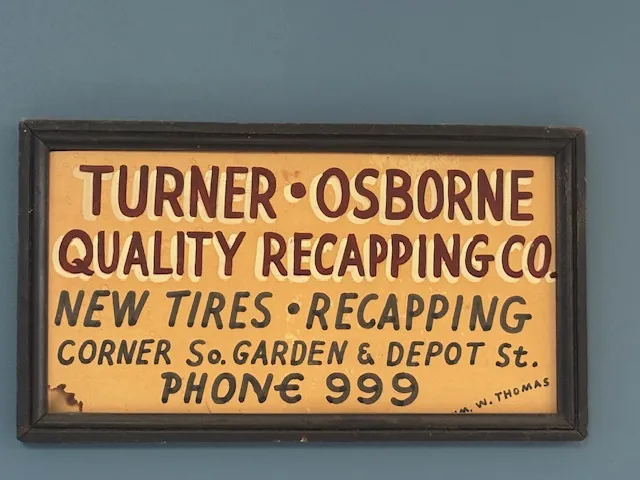 TURNER • OSBORNE
QUALITY RECAPPING CO.
NEW TIRES • RECAPPING
CORNER So. GARDEN & DEPOT St.
PHONE 999
W. THOMAS